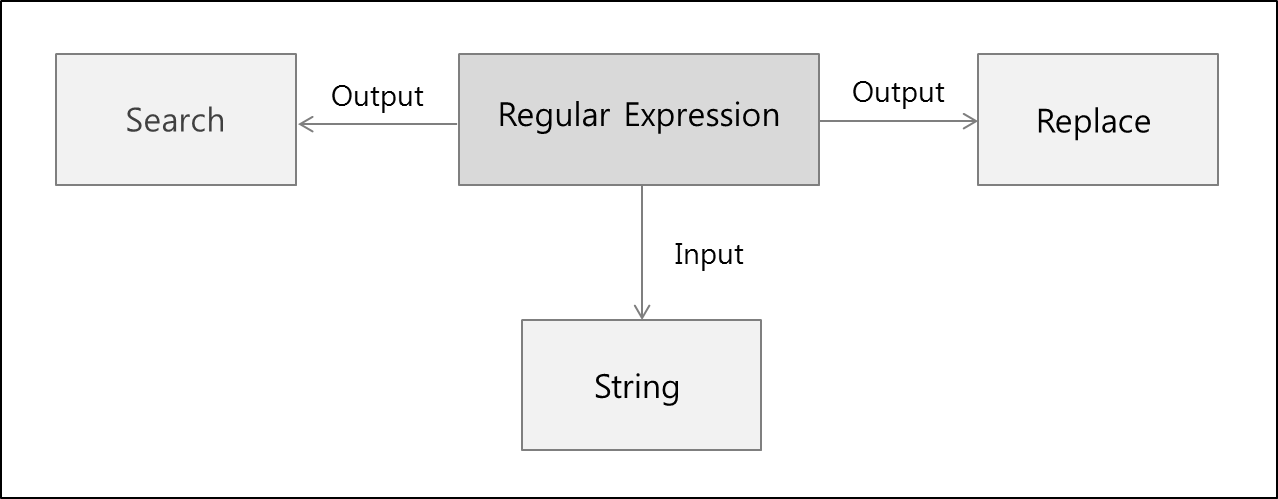 Search
Output
Regular Expression
Output
Replace
Input
String